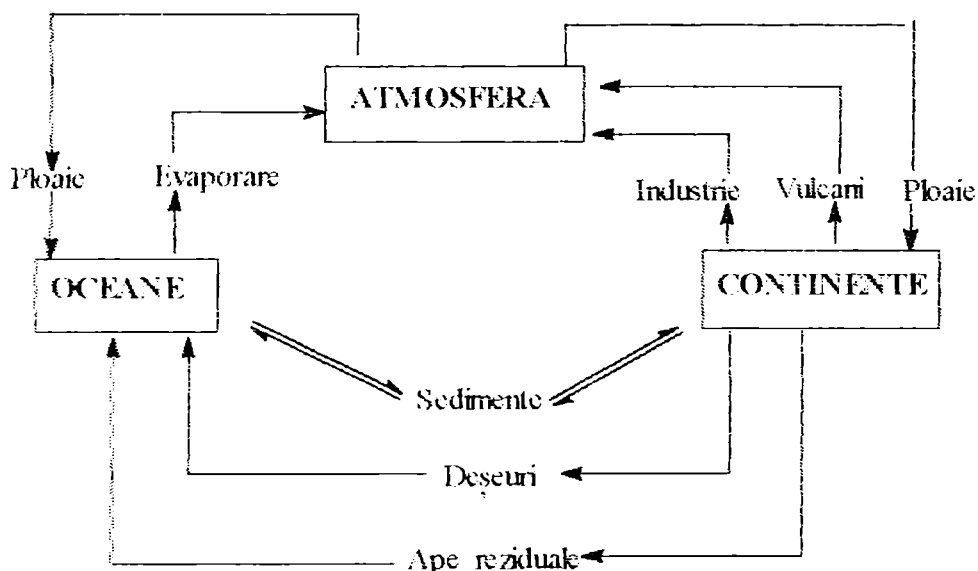 ATMOSFERA
Ploaie
Evaporare
Industrie
Vulcani
Ploaie
OCEANE
CONTINENTE
Sedimente
Deșeuri
Ape reziduale